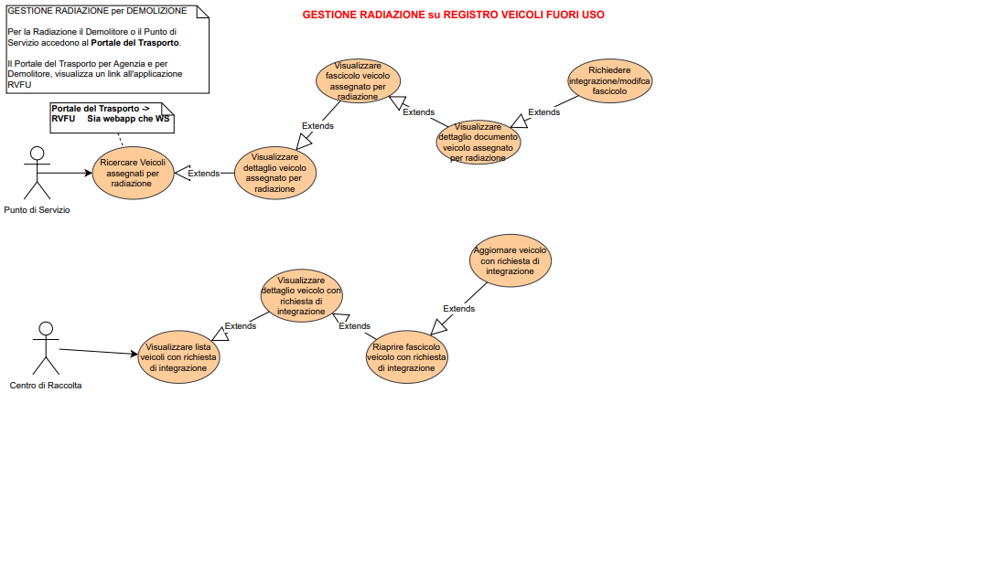 GESTIONE RADIAZIONE per DEMOLIZIONE
Per la Radiazione il Demolitore o il Punto di
Servizio accedono al Portale del Trasporto.
Il Portale del Trasporto per Agenzia e per
Demolitore, visualizza un link all'applicazione
RVFU
GESTIONE RADIAZIONE su REGISTRO VEICOLI FUORI USO
Portale del Trasporto ->
RVFU Sia webapp che WS
Visualizzare
fascicolo veicolo
assegnato per
radiazione
Richiedere
integrazione/modifca
fascicolo
Extends
Extends
Extends
Visualizzare
dettaglio documento
veicolo assegnato
per radiazione
Ricercare Veicoli
assegnati per
radiazione
Extends
Visualizzare
dettaglio veicolo
assegnato per
radiazione
Punto di Servizio
Aggiornare veicolo
con richiesta di
integrazione
Visualizzare
dettaglio veicolo con
richiesta di
integrazione
Extends
Extends
Extends
Visualizzare lista
veicoli con richiesta
di integrazione
Riaprire fascicolo
veicolo con richiesta
di integrazione
Centro di Raccolta